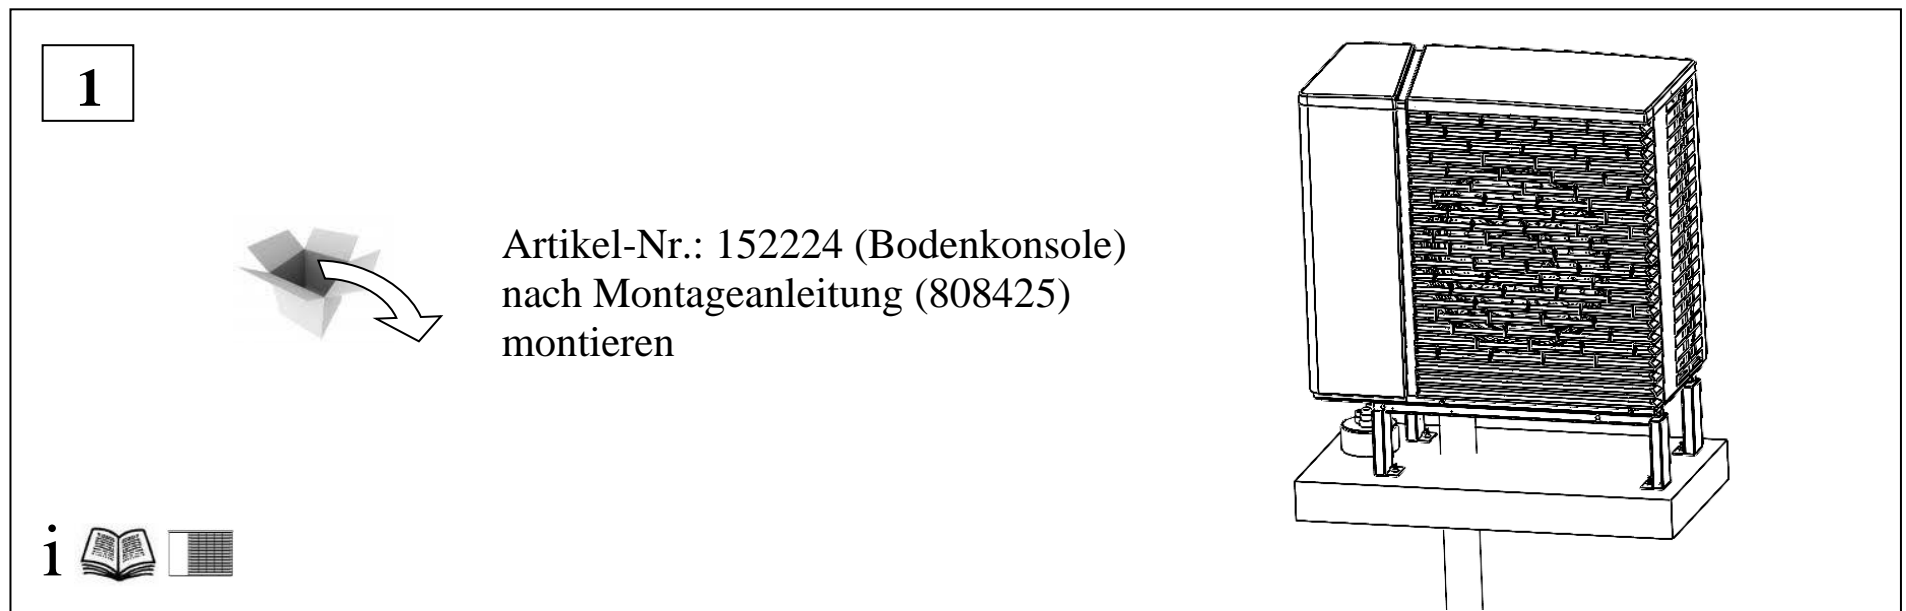 1
Artikel-Nr.: 152224 (Bodenkonsole)
nach Montageanleitung (808425)
montieren
i